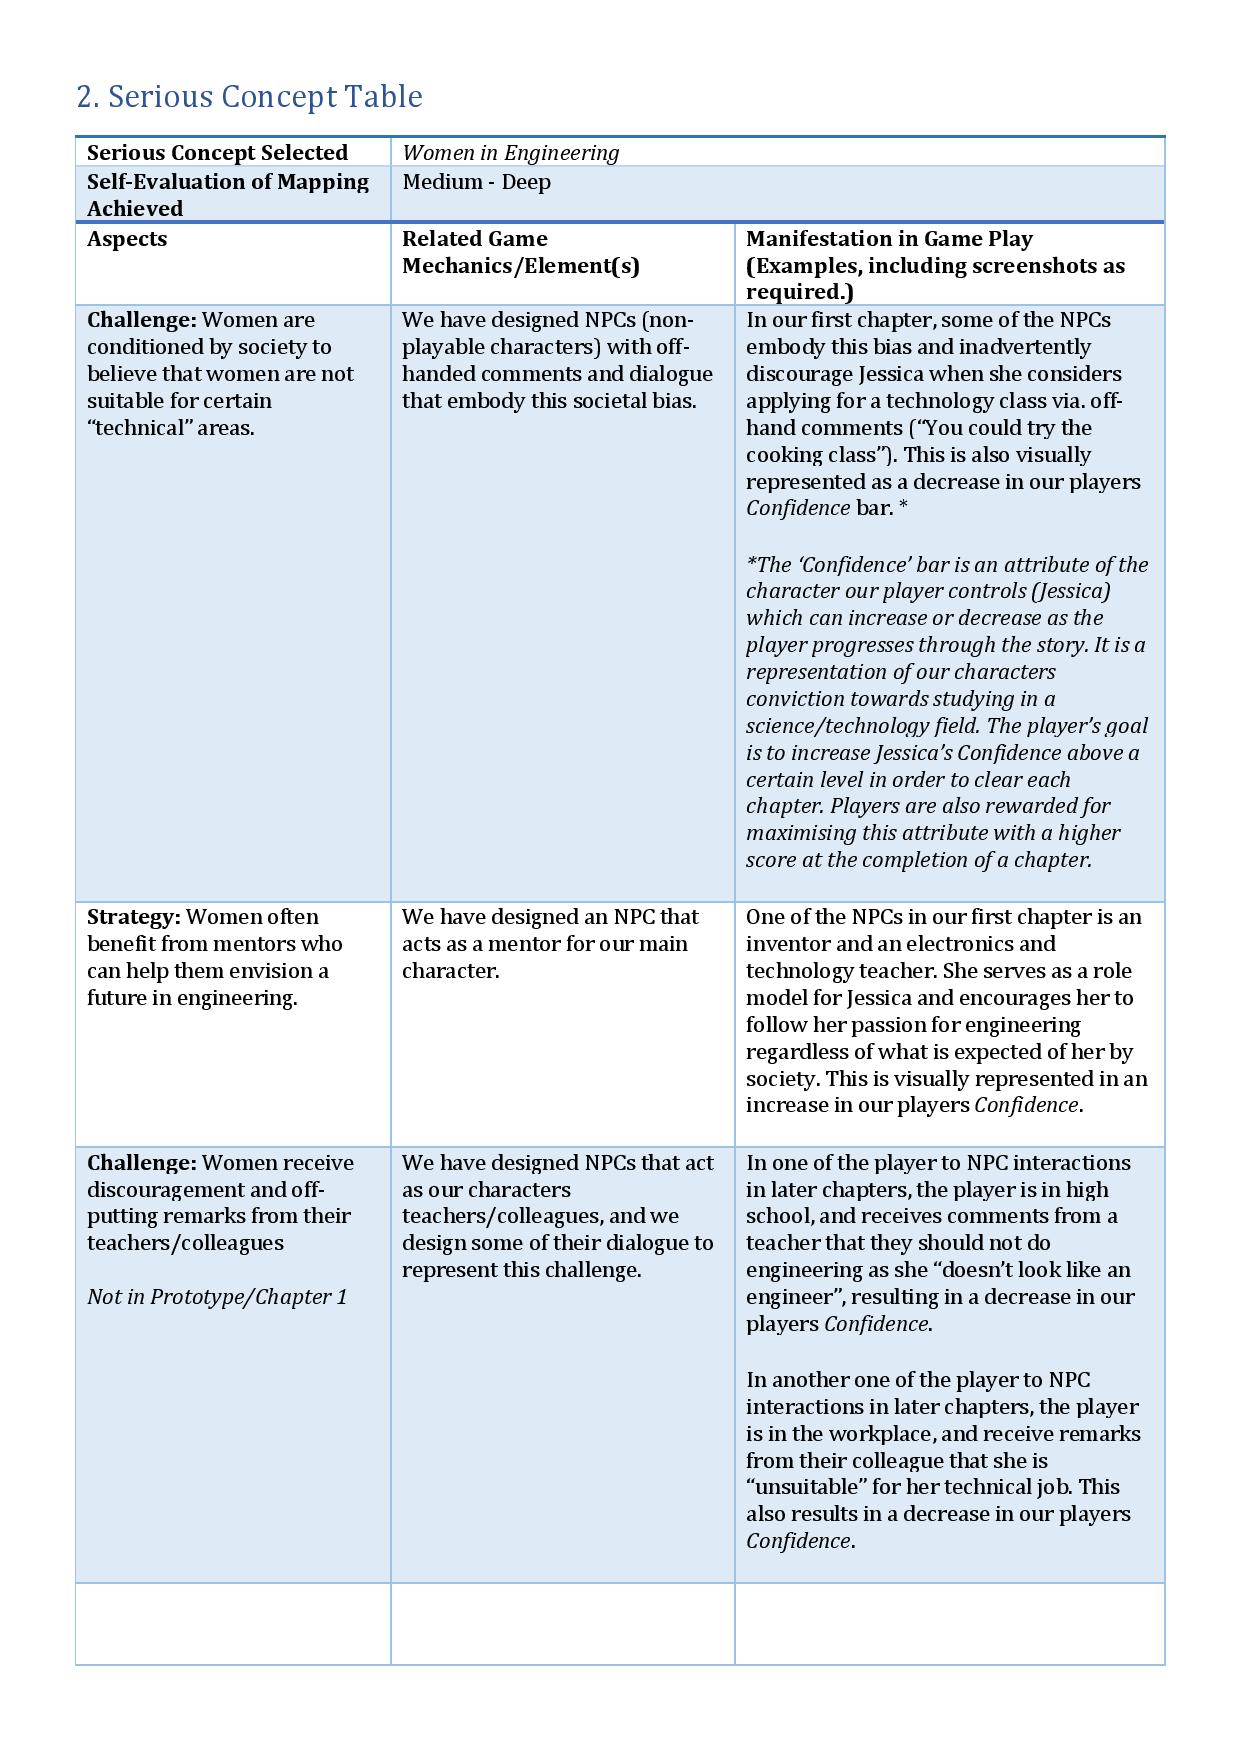 2. Serious Concept Table
Serious Concept Selected
Women in Engineering
Self-Evaluation of Mapping
Achieved
Medium - Deep
Aspects
Related Game
Mechanics/Element(s)
Manifestation in Game Play
(Examples, including screenshots as
required.)
Challenge: Women are
conditioned by society to
believe that women are not
suitable for certain
“technical” areas.
We have designed NPCs (non-
playable characters) with off-
handed comments and dialogue
that embody this societal bias.
In our first chapter, some of the NPCs
embody this bias and inadvertently
discourage Jessica when she considers
applying for a technology class via. off-
hand comments (“You could try the
cooking class”). This is also visually
represented as a decrease in our players
Confidence bar. *
*The ‘Confidence’ bar is an attribute of the
character our player controls (Jessica)
which can increase or decrease as the
player progresses through the story. It is a
representation of our characters
conviction towards studying in a
science/technology field. The player’s goal
is to increase Jessica’s Confidence above a
certain level in order to clear each
chapter. Players are also rewarded for
maximising this attribute with a higher
score at the completion of a chapter.
Strategy: Women often
benefit from mentors who
can help them envision a
future in engineering.
We have designed an NPC that
acts as a mentor for our main
character.
One of the NPCs in our first chapter is an
inventor and an electronics and
technology teacher. She serves as a role
model for Jessica and encourages her to
follow her passion for engineering
regardless of what is expected of her by
society. This is visually represented in an
increase in our players Confidence.
Challenge: Women receive
discouragement and off-
putting remarks from their
teachers/colleagues
Not in Prototype/Chapter 1
We have designed NPCs that act
as our characters
teachers/colleagues, and we
design some of their dialogue to
represent this challenge.
In one of the player to NPC interactions
in later chapters, the player is in high
school, and receives comments from a
teacher that they should not do
engineering as she “doesn’t look like an
engineer”, resulting in a decrease in our
players Confidence.
In another one of the player to NPC
interactions in later chapters, the player
is in the workplace, and receive remarks
from their colleague that she is
“unsuitable” for her technical job. This
also results in a decrease in our players
Confidence.